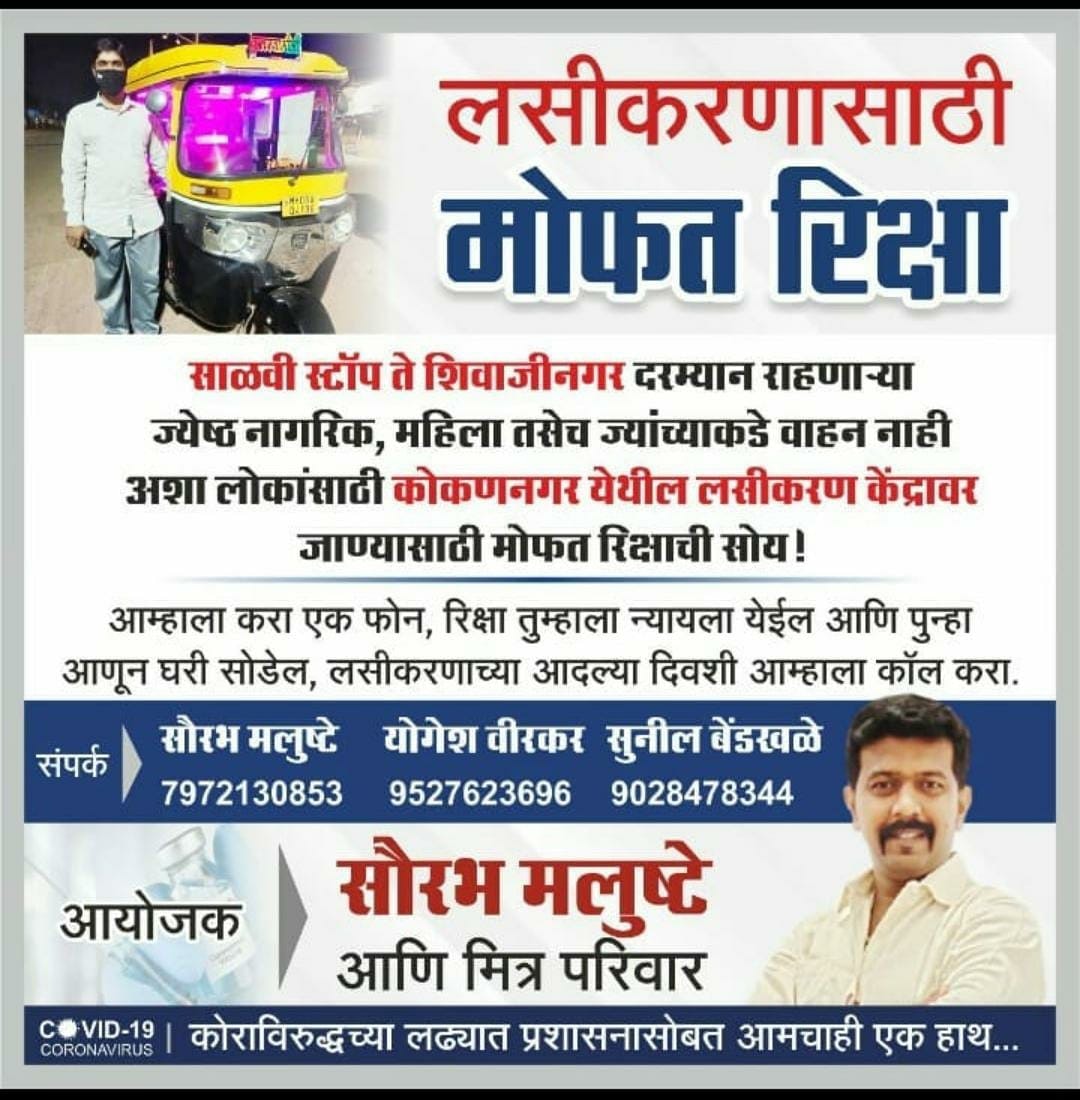 लसीकरणासाठी
मोफत रिक्षा
साळवी स्टॉप ते शिवाजीनगर दरम्यान राहणाऱ्या
ज्येष्ठ नागरिक, महिला तसेच ज्यांच्याकडे वाहन नाही
अशा लोकांसाठी कोकणनगर येथील लसीकरण केंद्रावर
जाण्यासाठी मोफत रिक्षाची सोय!
आम्हाला करा एक फोन, रिक्षा तुम्हाला न्यायला येईल आणि पुन्हा
आणून घरी सोडेल, लसीकरणाच्या आदल्या दिवशी आम्हाला कॉल करा.
संपर्क
सौरभ मलुष्टे योगेश वीरकर सुनील बेंडखळे
7972130853 9527623696 9028478344
आयोजक
सौरभ मलुष्टे
आणि मित्र परिवार
COVID-19
CORONAVIRUS
कोराविरुद्धच्या लढ्यात प्रशासनासोबत आमचाही एक हाथ...